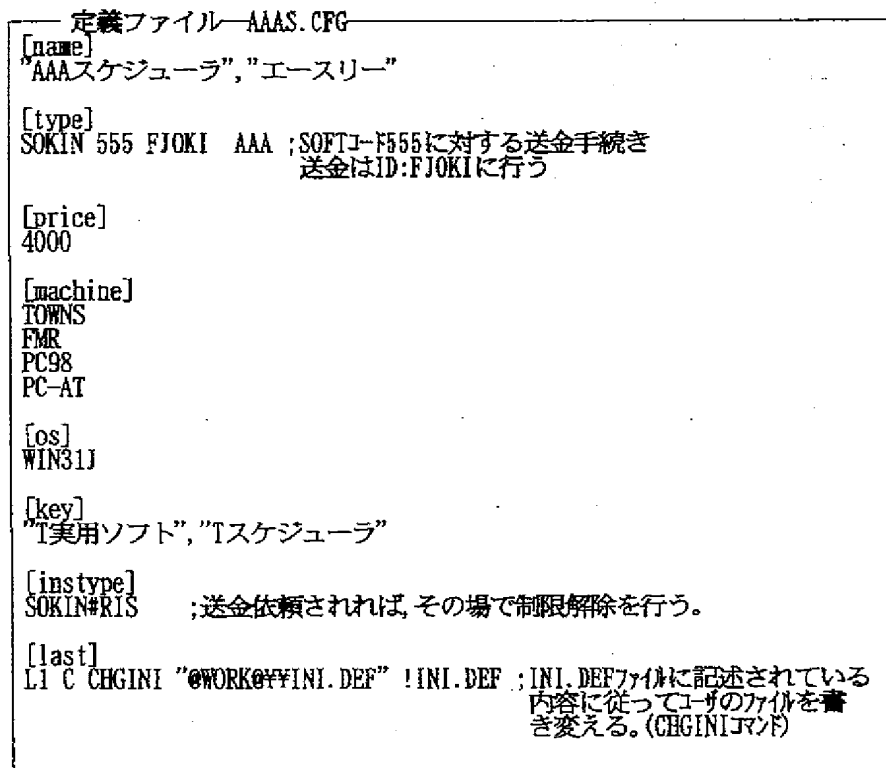 定義ファイル―AAAS.CFG
[name]
"AAAスケジューラ","エースリー"
[type]
SOKIN 555 FJOKI AAA ;SOFTコード555に対する送金手続き
送金はID:FJOKIに行う
[price]
4000
[machine]
TOWNS
FMR
PC98
PC-AT
[os]
WIN31J
[key]
"T実用ソフト","Tスケジューラ"
[instype]
SOKIN#RIS ;送金依頼されれば,その場で制限解除を行う。
[last]
L1 C CHGINI "@WORK@¥¥INI.DEF" !INI.DEF ;INI.DEFファイルに記述されている
内容に従ってユーザのファイルを書
き変える。(CHGINIコマンド)